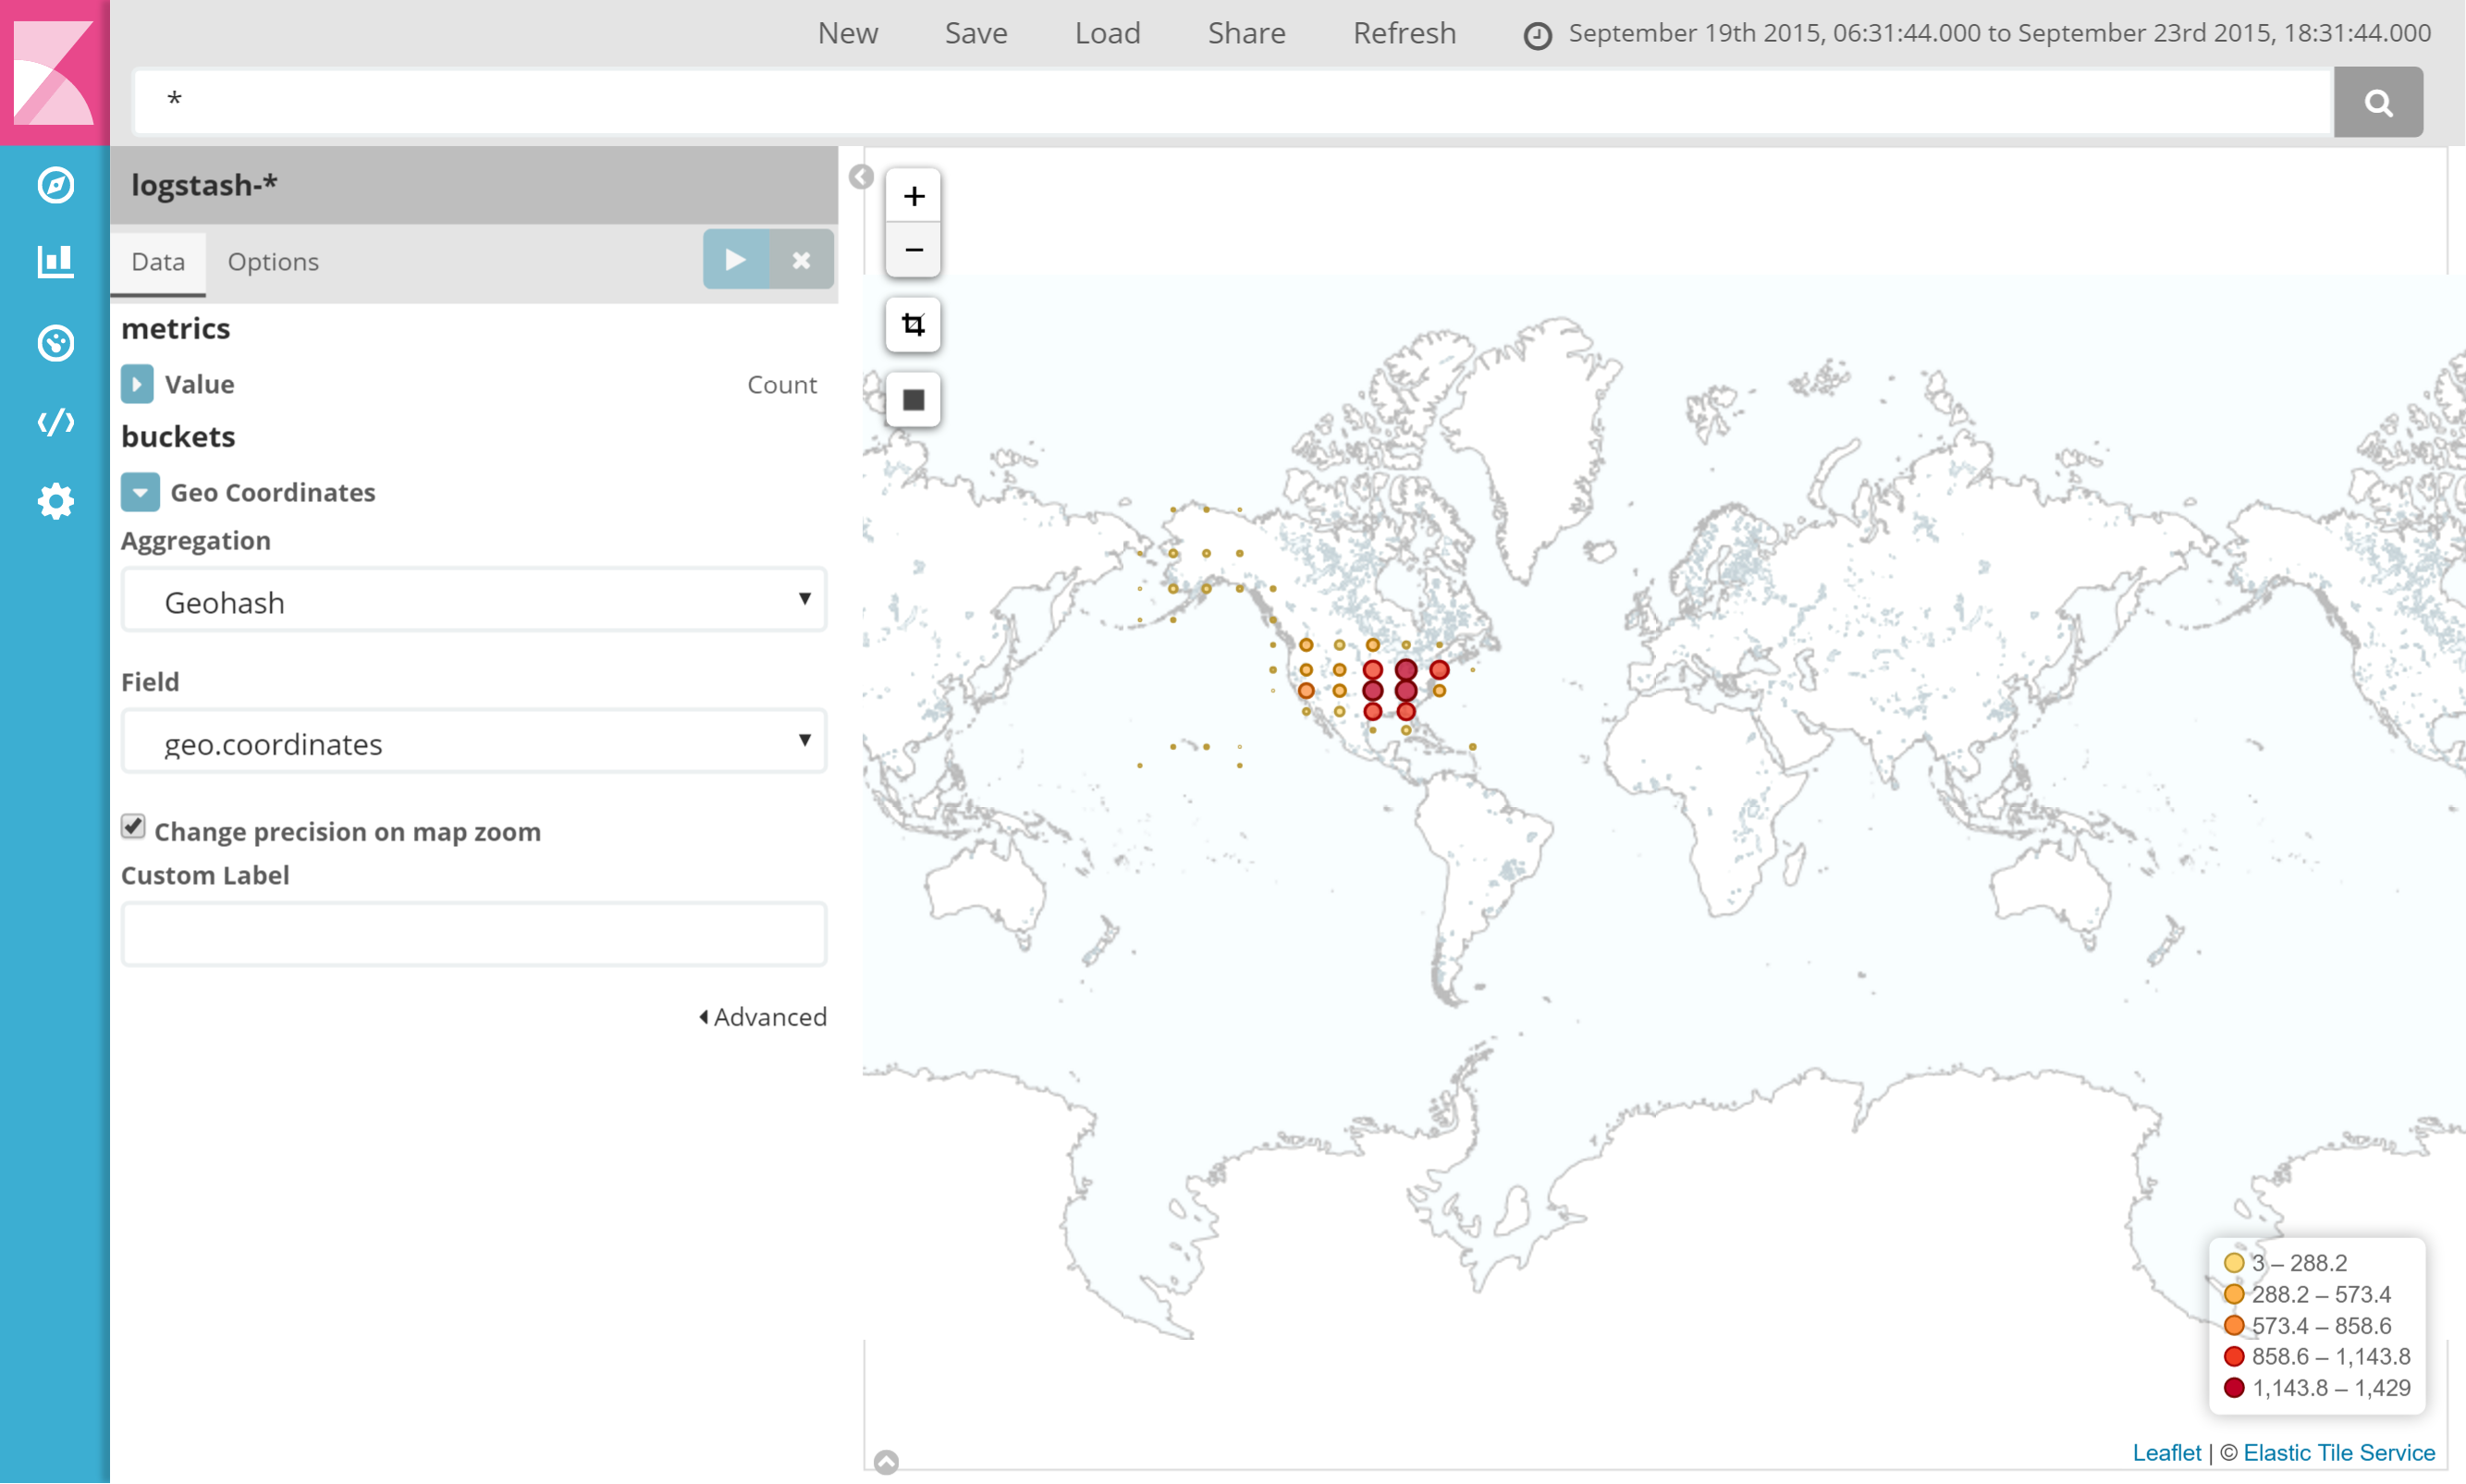 New Save Load Share Refresh September 19th 2015, 06:31:44.000 to September 23rd 2015, 18:31:44.000
*
logstash-*
Data Options
metrics
Value Count
buckets
Geo Coordinates
Aggregation
Geohash
Field
geo.coordinates
Change precision on map zoom
Custom Label
Advanced
+
−
3 – 288.2
288.2 – 573.4
573.4 – 858.6
858.6 – 1,143.8
1,143.8 – 1,429
Leaflet | © Elastic Tile Service